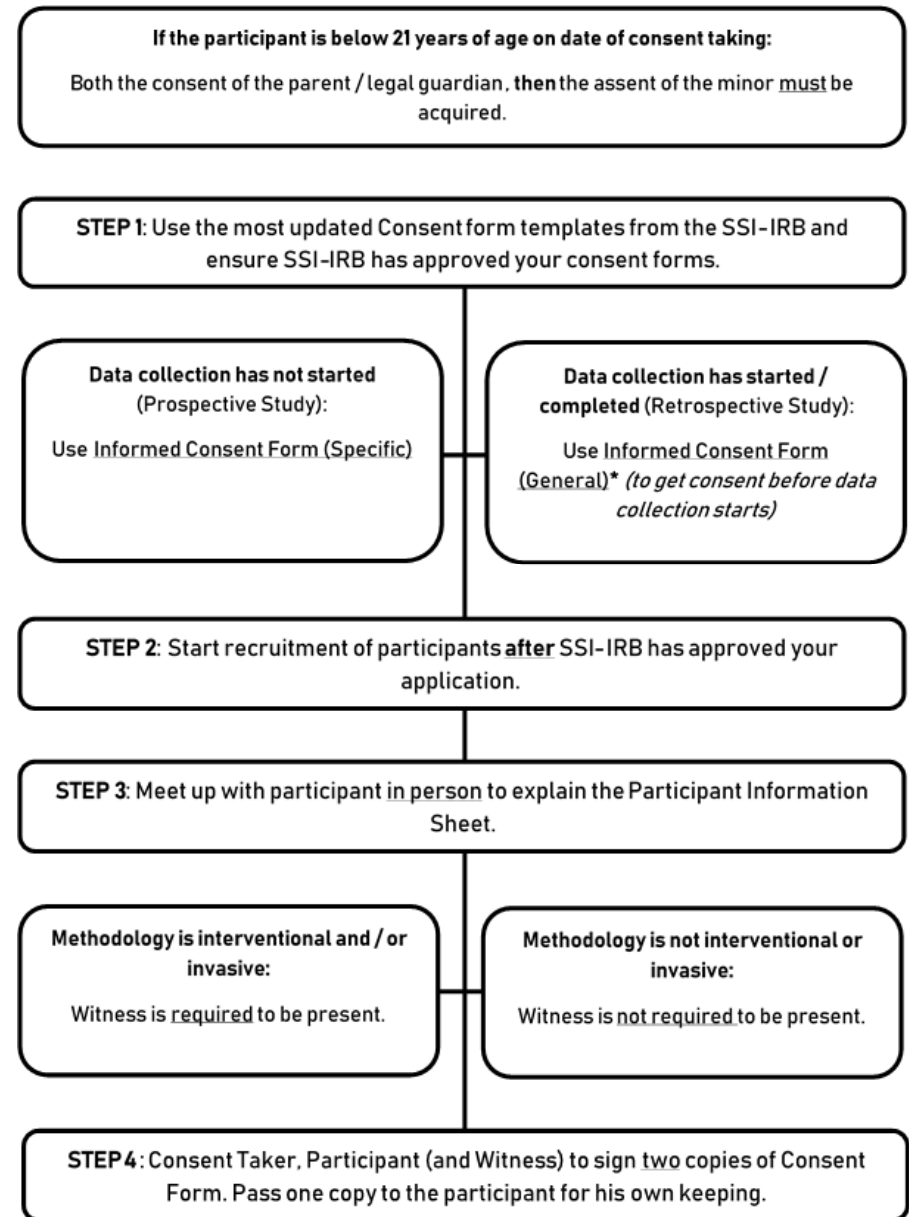 If the participant is below 21 years of age on date of consent taking:
Both the consent of the parent / legal guardian, then the assent of the minor must be
acquired.
STEP 1: Use the most updated Consent form templates from the SSI-IRB and
ensure SSI-IRB has approved your consent forms.
Data collection has not started
(Prospective Study):
Use Informed Consent Form (Specific)
Data collection has started /
completed (Retrospective Study):
Use Informed Consent Form
(General)* (to get consent before data
collection starts)
STEP 2: Start recruitment of participants after SSI-IRB has approved your
application.
STEP 3: Meet up with participant in person to explain the Participant Information
Sheet.
Methodology is interventional and / or
invasive:
Witness is required to be present.
Methodology is not interventional or
invasive:
Witness is not required to be present.
STEP 4: Consent Taker, Participant (and Witness) to sign two copies of Consent
Form. Pass one copy to the participant for his own keeping.